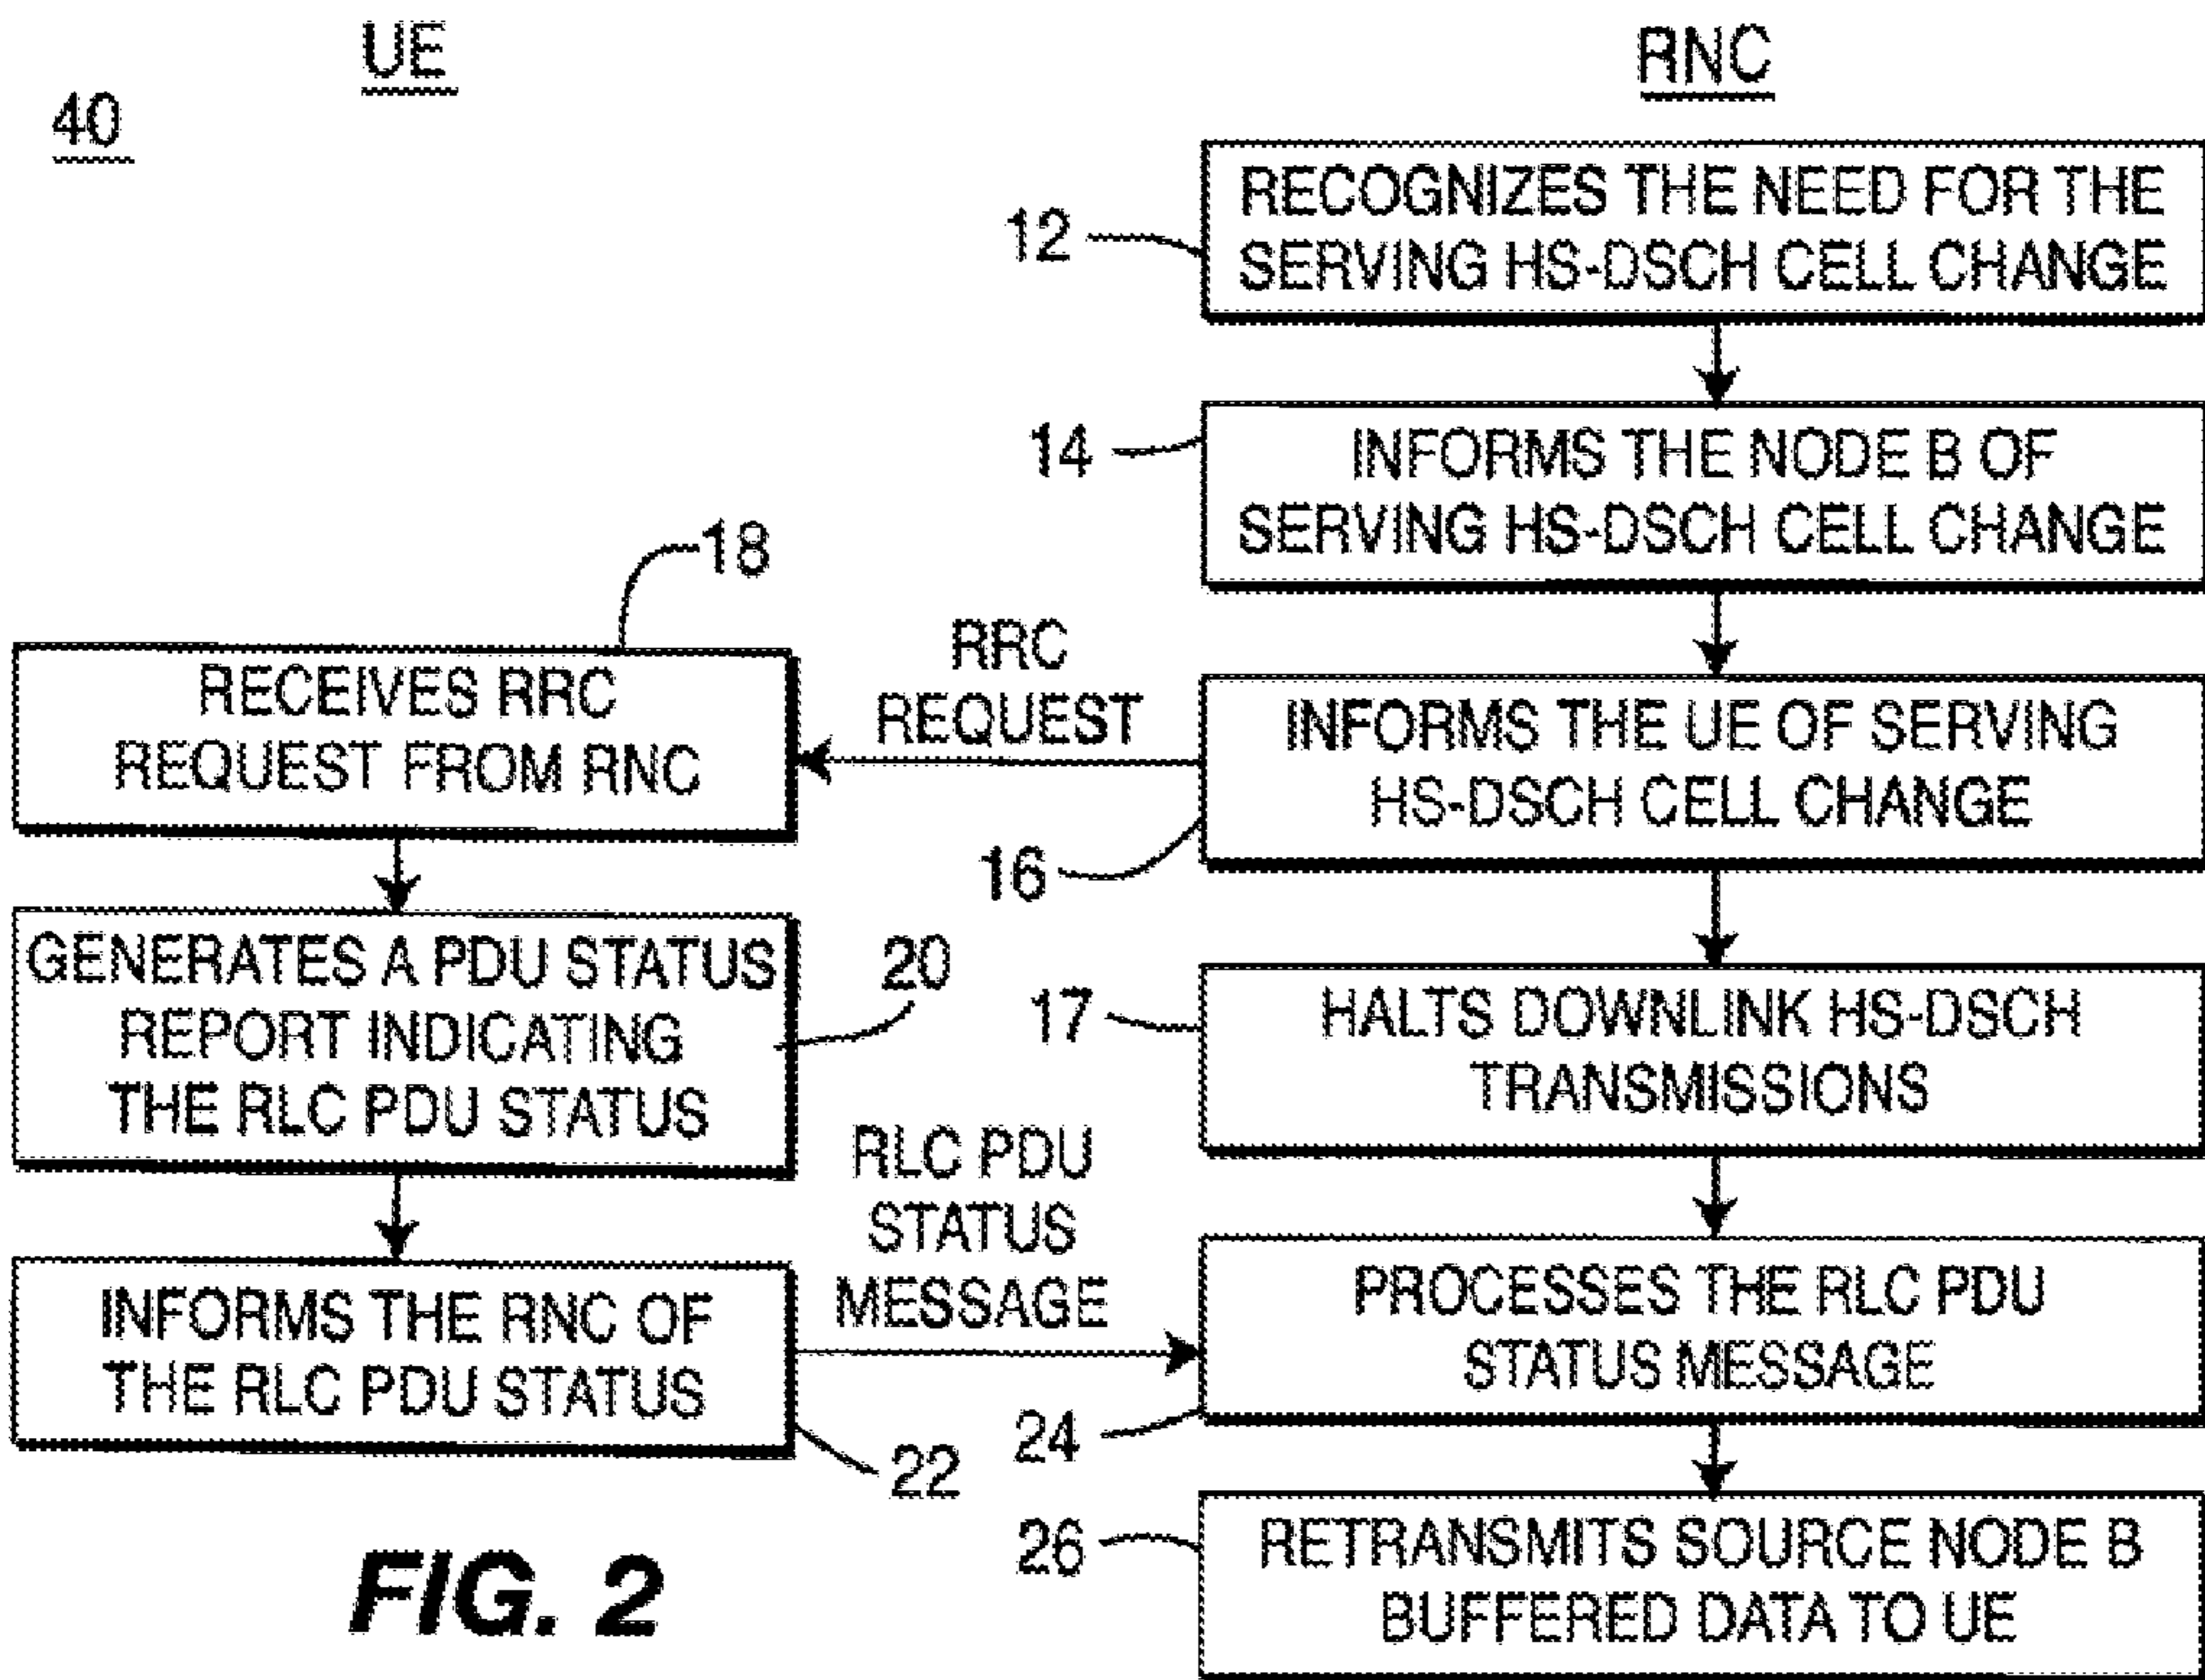 UE
RNC
40
RECOGNIZES THE NEED FOR THE
SERVING HS-DSCH CELL CHANGE
12
14
INFORMS THE NODE B OF
SERVING HS-DSCH CELL CHANGE
18
RECEIVES RRC
REQUEST FROM RNC
RRC
REQUEST
INFORMS THE UE OF SERVING
HS-DSCH CELL CHANGE
16
GENERATES A PDU STATUS
REPORT INDICATING
THE RLC PDU STATUS
20
17
HALTS DOWNLINK HS-DSCH
TRANSMISSIONS
RLC PDU
STATUS
MESSAGE
INFORMS THE RNC OF
THE RLC PDU STATUS
22
PROCESSES THE RLC PDU
STATUS MESSAGE
24
26
RETRANSMITS SOURCE NODE B
BUFFERED DATA TO UE
FIG. 2